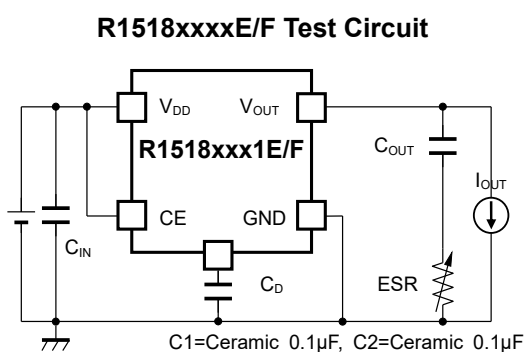 R1518xxxxE/F Test Circuit
VDD
VOUT
R1518xxx1E/F
COUT
IOUT
CE
GND
CIN
CD
ESR
C1=Ceramic 0.1µF, C2=Ceramic 0.1µF